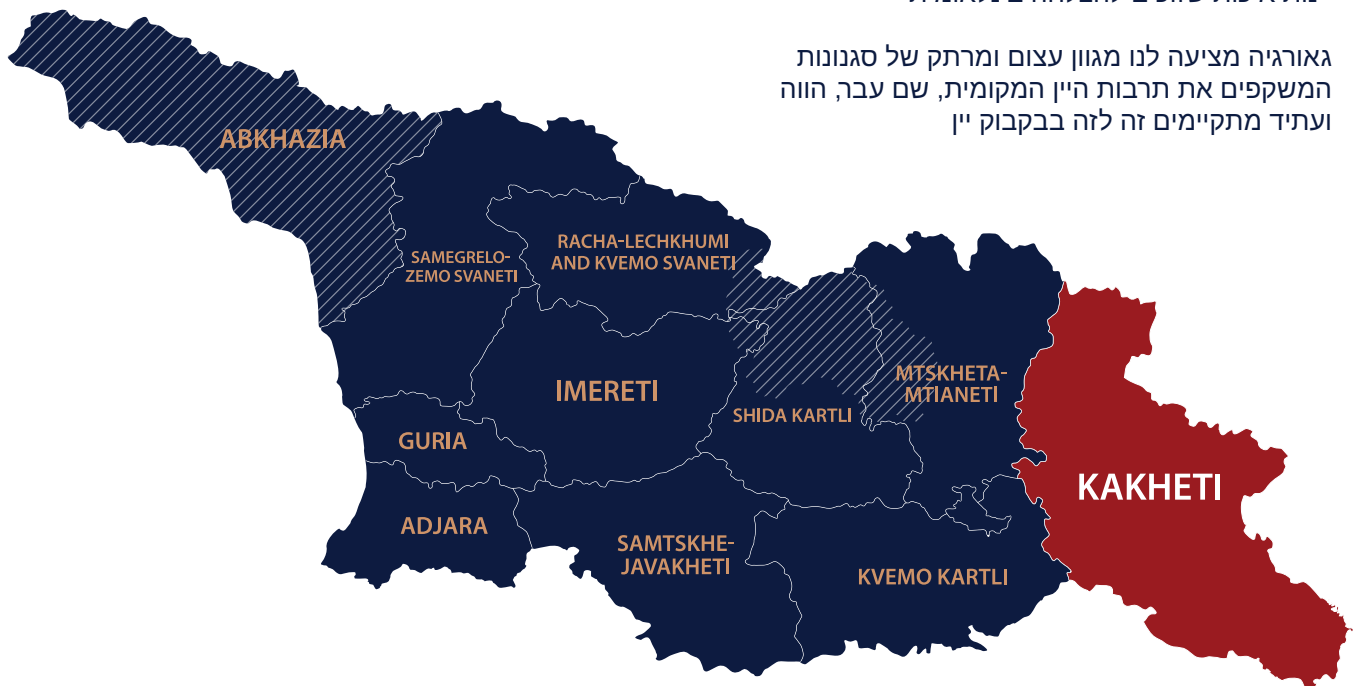 גאורגיה מציעה לנו מגוון עצום ומרתק של סגנונות
המשקפים את תרבות היין המקומית, שם עבר, הווה
ועתיד מתקיימים זה לזה בבקבוק יין
ABKHAZIA
SAMEGRELO-
ZEMO SVANETI
RACHA-LECHKHUMI
AND KVEMO SVANETI
IMERETI
MTSKHETA-
MTIANETI
SHIDA KARTLI
GURIA
KAKHETI
ADJARA
SAMTSKHE-
JAVAKHETI
KVEMO KARTLI